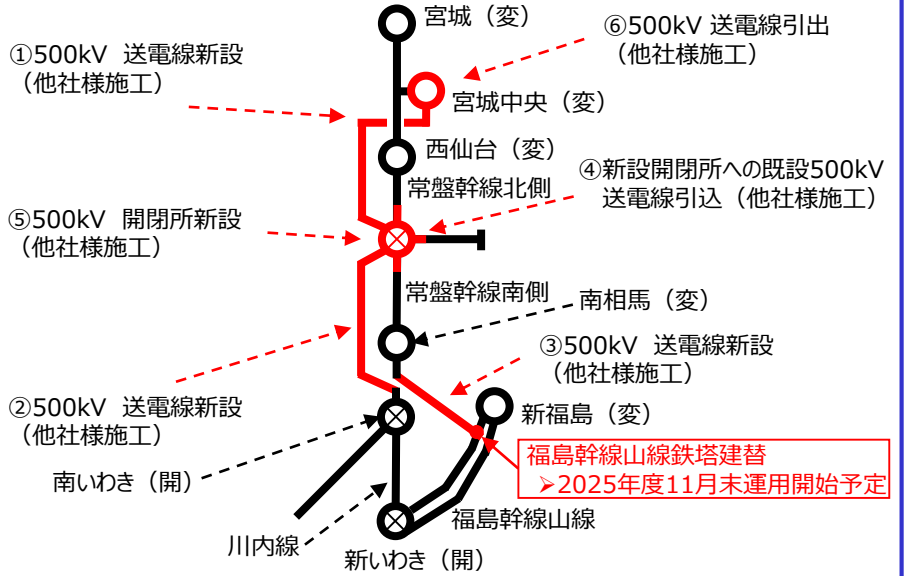 宮城（変）
①500kV 送電線新設
（他社様施工）
⑥500kV 送電線引出
（他社様施工）
宮城中央（変）
西仙台（変）
常盤幹線北側
④新設開閉所への既設500kV
送電線引込（他社様施工）
⑤500kV 開閉所新設
（他社様施工）
常盤幹線南側
南相馬（変）
③500kV 送電線新設
（他社様施工）
②500kV 送電線新設
（他社様施工）
新福島（変）
福島幹線山線鉄塔建替
➢2025年度11月末運用開始予定
南いわき（開）
福島幹線山線
川内線
新いわき（開）